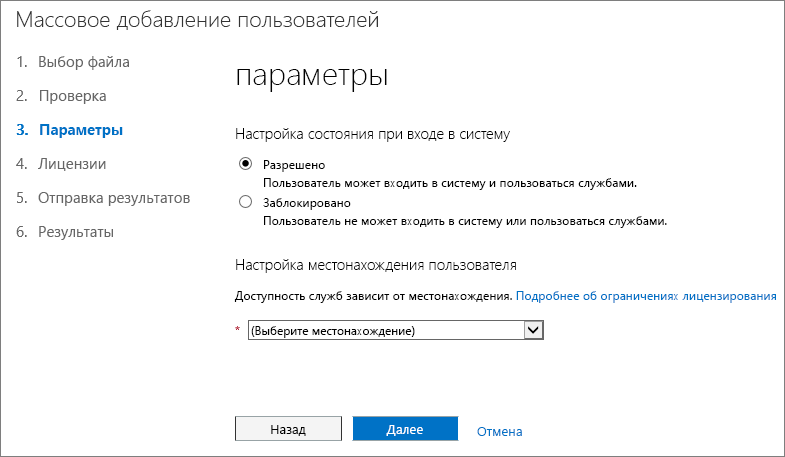 Массовое добавление пользователей
1. Выбор файла
2. Проверка
3. Параметры
4. Лицензии
5. Отправка результатов
6. Результаты
параметры
Настройка состояния при входе в систему
Разрешено
Пользователь может входить в систему и пользоваться службами.
Заблокировано
Пользователь не может входить в систему или пользоваться службами.
Настройка местонахождения пользователя
Доступность служб зависит от местонахождения. Подробнее об ограничениях лицензирования
* (Выберите местонахождение)
Назад Далее Отмена